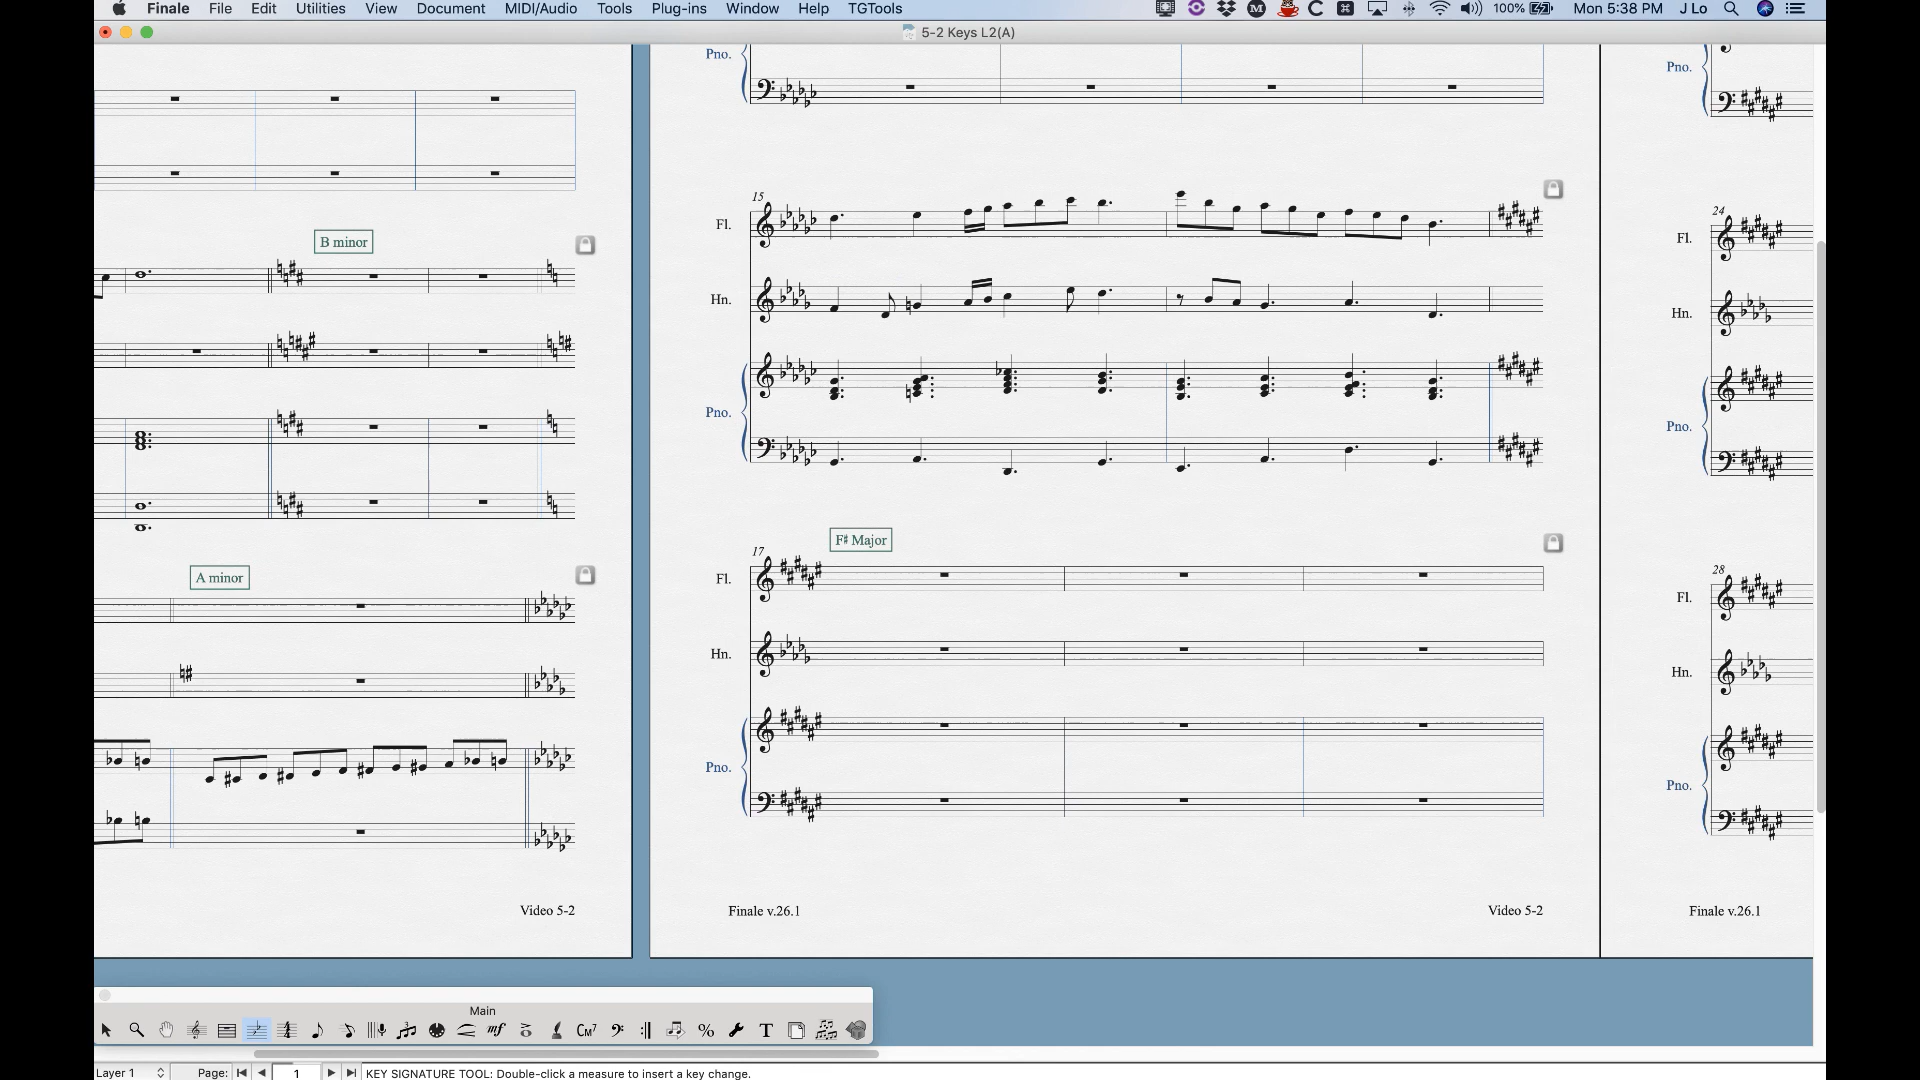 Finale File Edit Utilities View Document MIDI/Audio Tools Plug-ins Window Help TGTools 100% Mon 5:38 PM J Lo
5-2 Keys L2(A)
B minor
A minor
Video 5-2
Pno.
15
Fl.
Hn.
Pno.
F♯ Major
17
Fl.
Hn.
Pno.
Finale v.26.1 Video 5-2
Pno.
24
Fl.
Hn.
Pno.
28
Fl.
Hn.
Pno.
Finale v.26.1
Main
mf CM7 % T
Layer 1 Page: 1 KEY SIGNATURE TOOL: Double-click a measure to insert a key change.